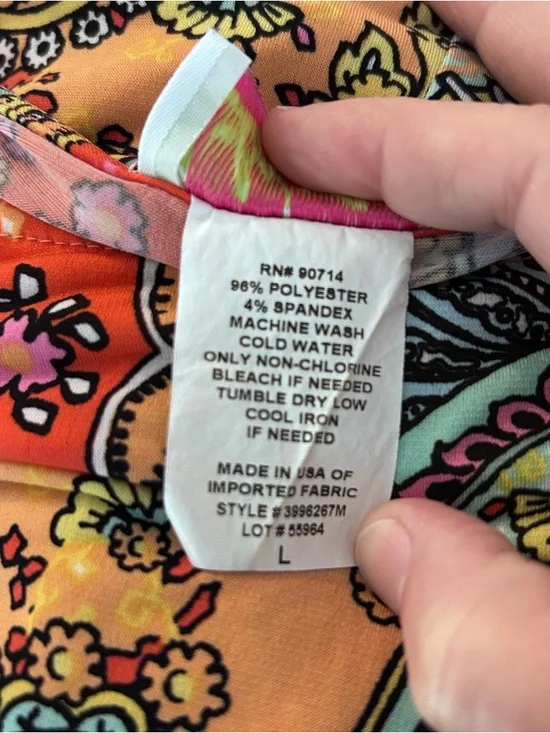 RN# 90714
96% POLYESTER
4% SPANDEX
MACHINE WASH
COLD WATER
ONLY NON-CHLORINE
BLEACH IF NEEDED
TUMBLE DRY LOW
COOL IRON
IF NEEDED
MADE IN USA OF
IMPORTED FABRIC
STYLE # 3996267M
LOT # 55964
L